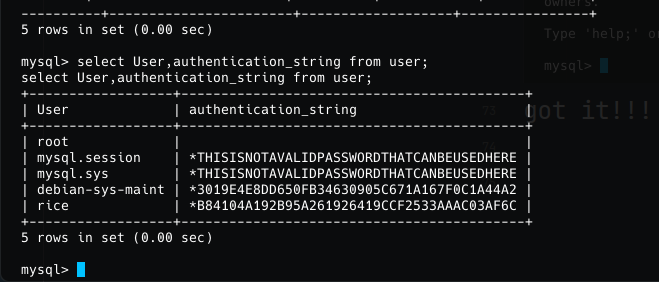 5 rows in set (0.00 sec)
mysql> select User,authentication_string from user;
select User,authentication_string from user;
| User | authentication_string |
| root | |
| mysql.session | *THISISNOTAVALIDPASSWORDTHATCANBEUSEDHERE |
| mysql.sys | *THISISNOTAVALIDPASSWORDTHATCANBEUSEDHERE |
| debian-sys-maint | *3019E4E8DD650FB34630905C671A167F0C1A44A2 |
| rice | *B84104A192B95A261926419CCF2533AAAC03AF6C |
5 rows in set (0.00 sec)
mysql>
owners.
Type 'help;' or
mysql>
73
got it!!!